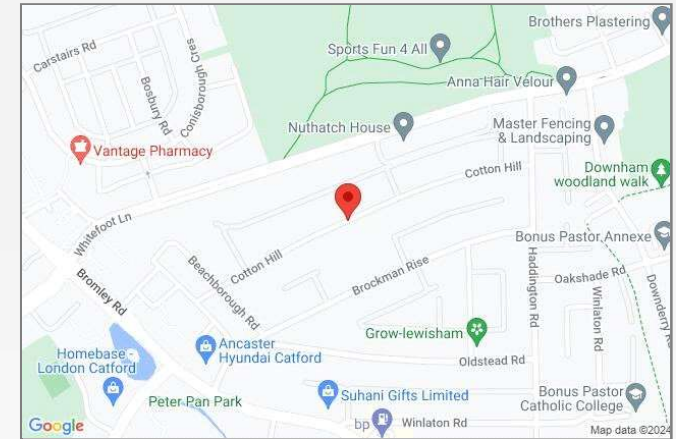 Brothers Plastering
Carstairs Rd
Sports Fun 4 All
Bosbury Rd
Conisborough Cres
Anna Hair Velour
Nuthatch House
Master Fencing
& Landscaping
Vantage Pharmacy
Cotton Hill
Downham
woodland walk
Whitefoot Ln
Bonus Pastor Annexe
Cotton Hill
Beachborough Rd
Brockman Rise
Haddington Rd
Oakshade Rd
Bromley Rd
Winlaton Rd
Downderry Rd
Grow-lewisham
Ancaster
Hyundai Catford
Homebase
London Catford
Oldstead Rd
Peter Pan Park
Suhani Gifts Limited
Bonus Pastor
Catholic College
bp
Winlaton Rd
Google
Map data ©2024